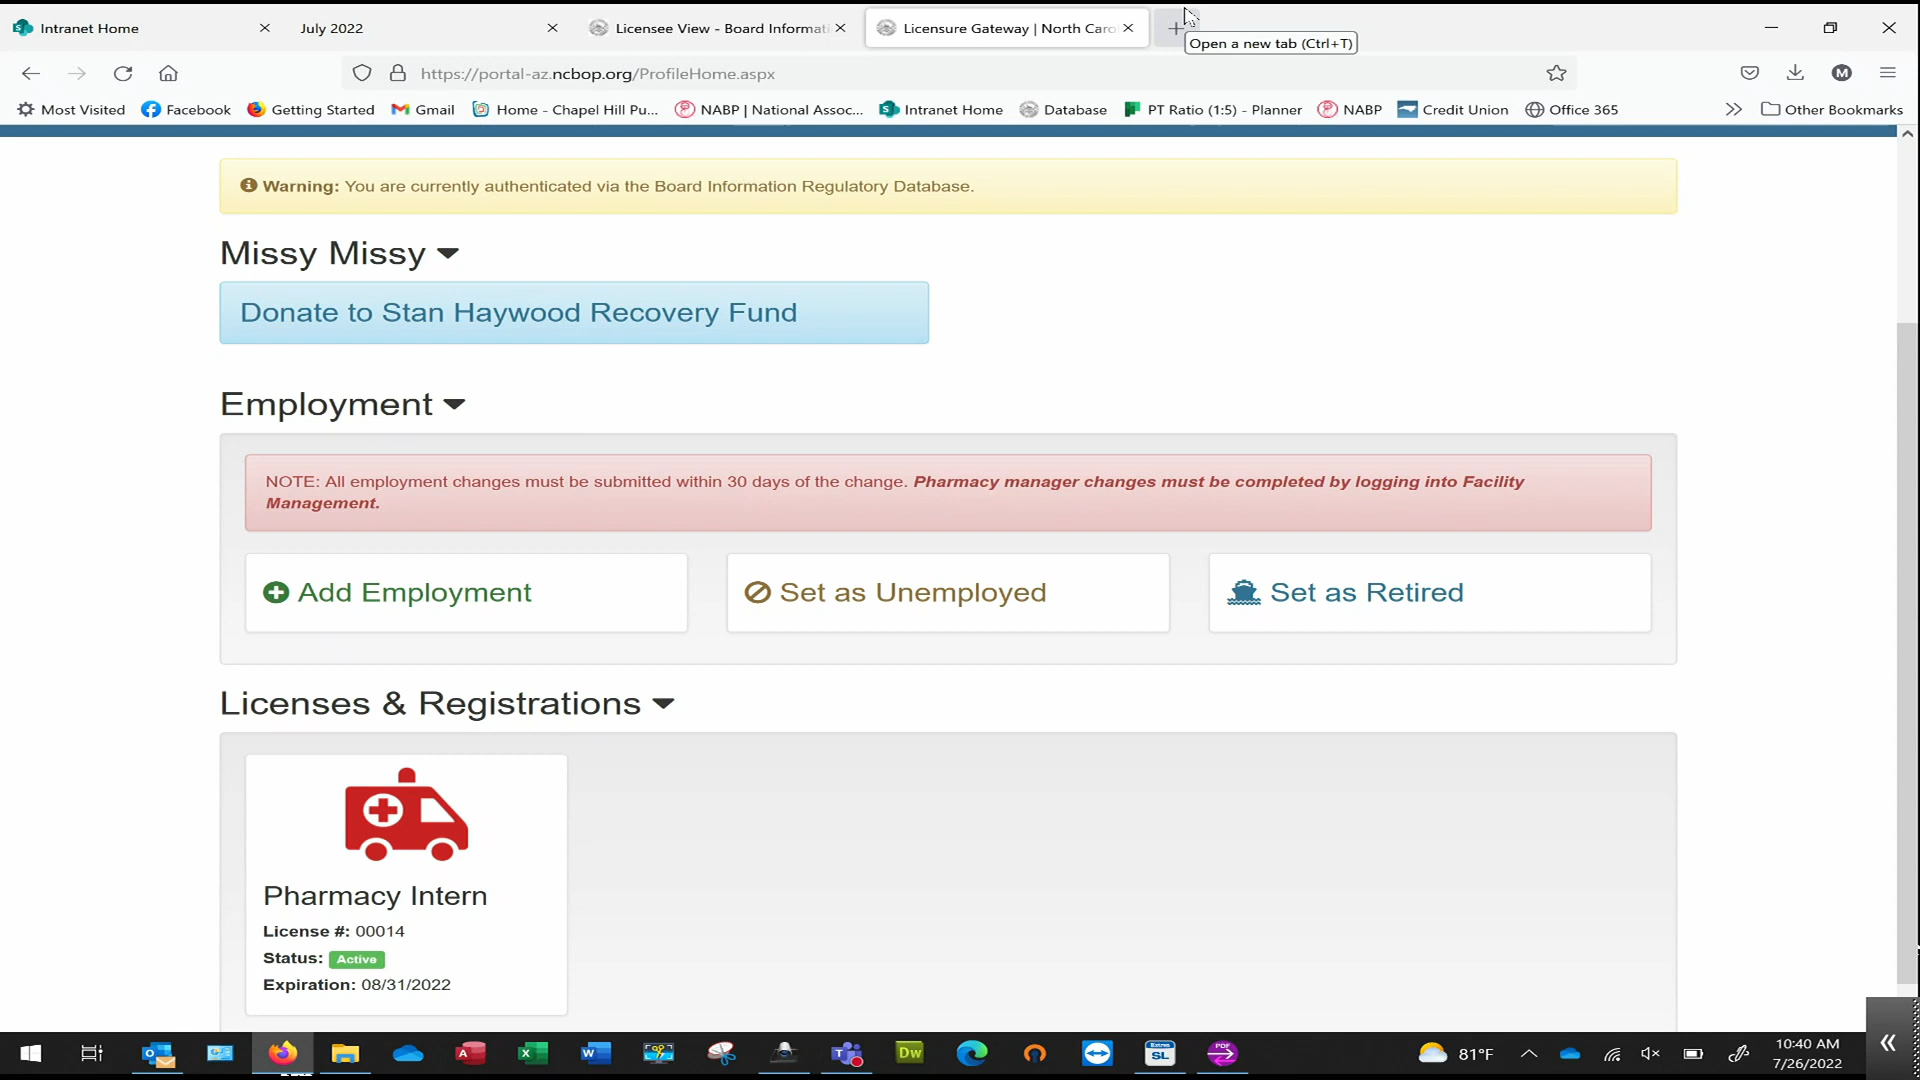 Intranet Home
July 2022
Licensee View - Board Informati
Licensure Gateway | North Caro
Open a new tab (Ctrl+T)
https://portal-az.ncbop.org/ProfileHome.aspx
M
Most Visited
Facebook
Getting Started
Gmail
Home - Chapel Hill Pu...
NABP | National Assoc...
Intranet Home
Database
PT Ratio (1:5) - Planner
NABP
Credit Union
Office 365
Other Bookmarks
Warning: You are currently authenticated via the Board Information Regulatory Database.
Missy Missy
Donate to Stan Haywood Recovery Fund
Employment
NOTE: All employment changes must be submitted within 30 days of the change. Pharmacy manager changes must be completed by logging into Facility
Management.
Add Employment
Set as Unemployed
Set as Retired
Licenses & Registrations
Pharmacy Intern
License #: 00014
Status: Active
Expiration: 08/31/2022
Dw
SL
PDF
81°F
10:40 AM
7/26/2022